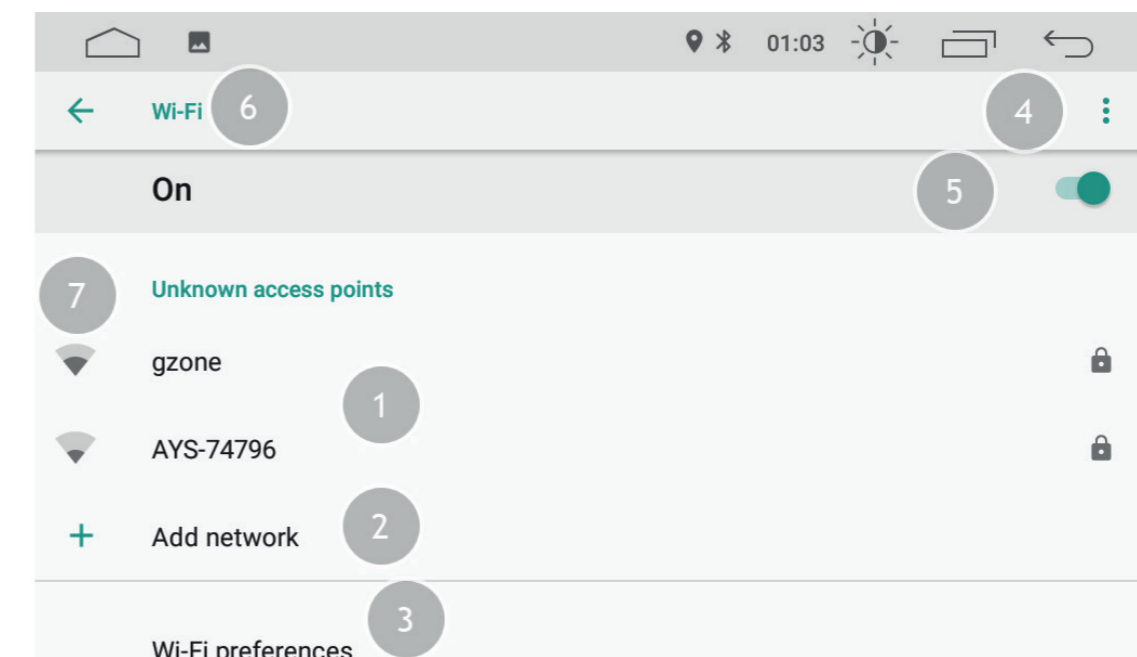 01:03
Wi-Fi 6 4
On 5
7 Unknown access points
gzone
1
AYS-74796
Add network 2
3
Wi-Fi preferences